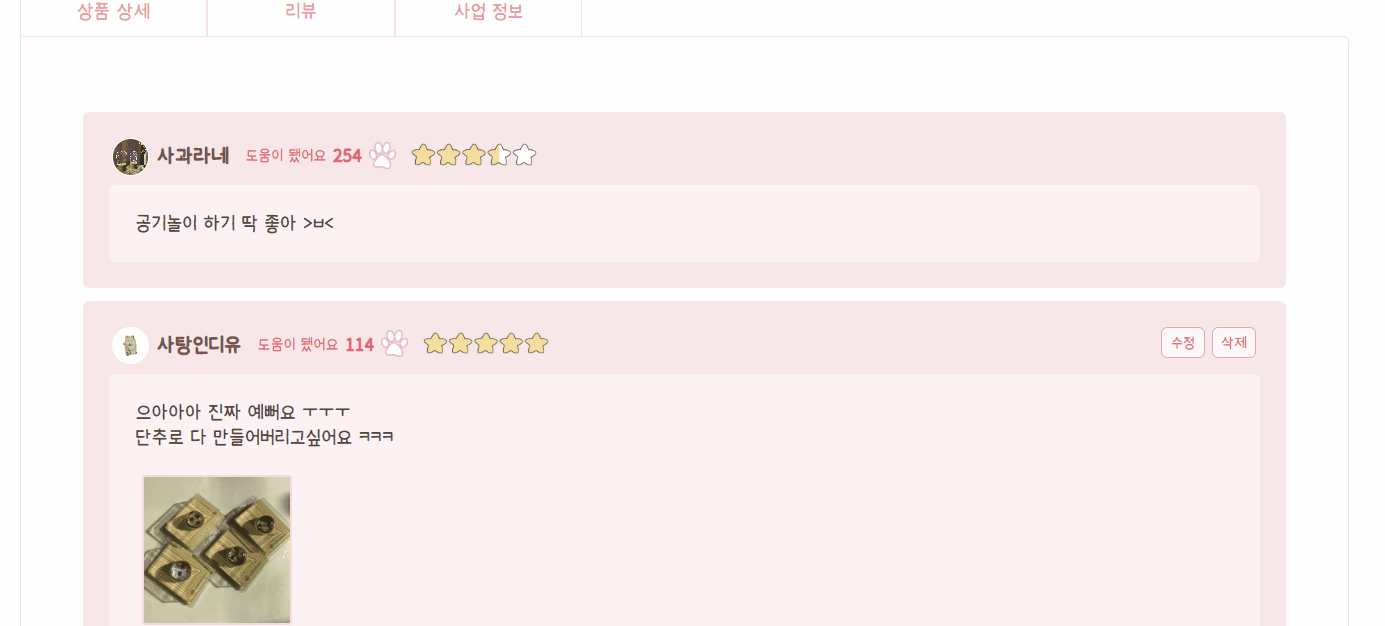 상품 상세
리뷰
사업 정보
사과라네 도움이 됐어요 254
공기놀이 하기 딱 좋아 >ㅂ<
사탕인디유 도움이 됐어요 114
수정 삭제
으아아아 진짜 예뻐요 ㅜㅜㅜ
단추로 다 만들어버리고싶어요 ㅋㅋㅋ